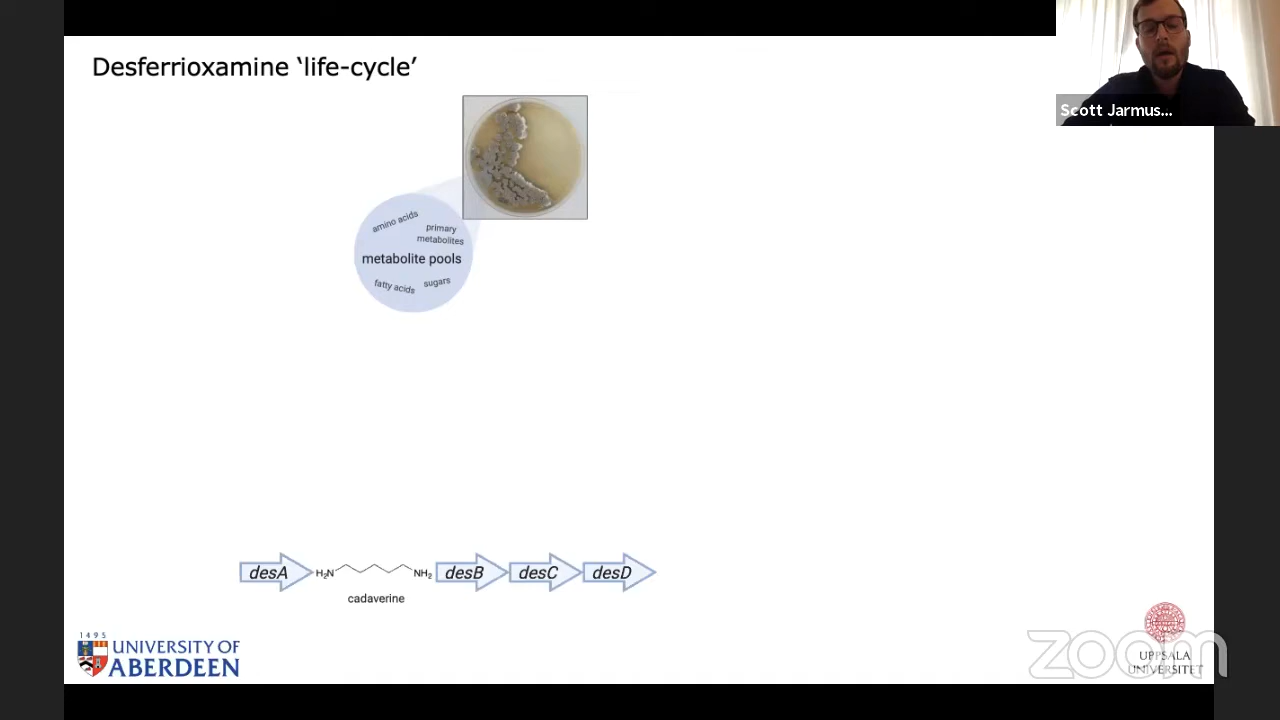 Desferrioxamine ‘life-cycle’
Scott Jarmus...
amino acids
primary
metabolites
metabolite pools
fatty acids
sugars
desA
H2N
NH2
desB
desC
desD
cadaverine
1495
UNIVERSITY OF
ABERDEEN
zoom
UPPSALA
UNIVERSITET